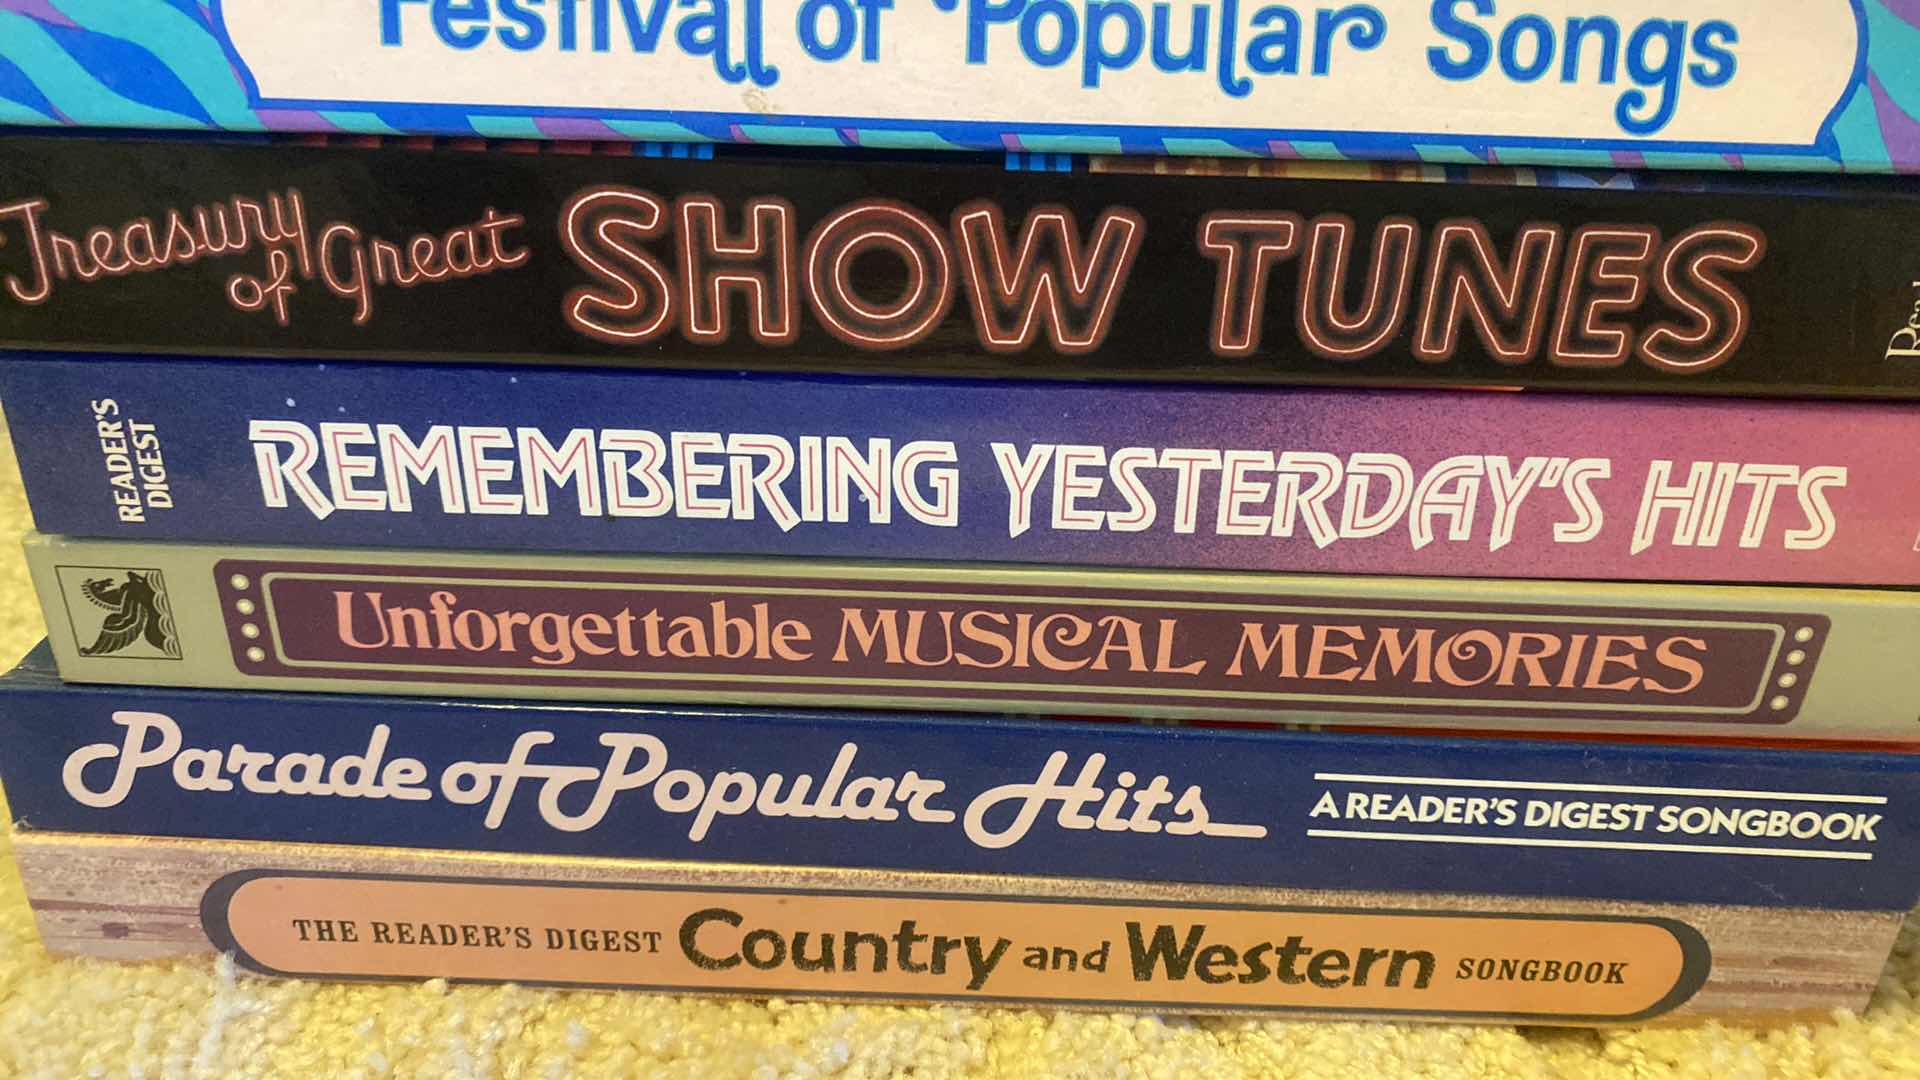 Festival of Popular Songs
Treasury
of Great
SHOW TUNES
READER'S
DIGEST
REMEMBERING YESTERDAY'S HITS
Unforgettable MUSICAL MEMORIES
Parade of Popular Hits
A READER'S DIGEST SONGBOOK
THE READER'S DIGEST Country and Western SONGBOOK